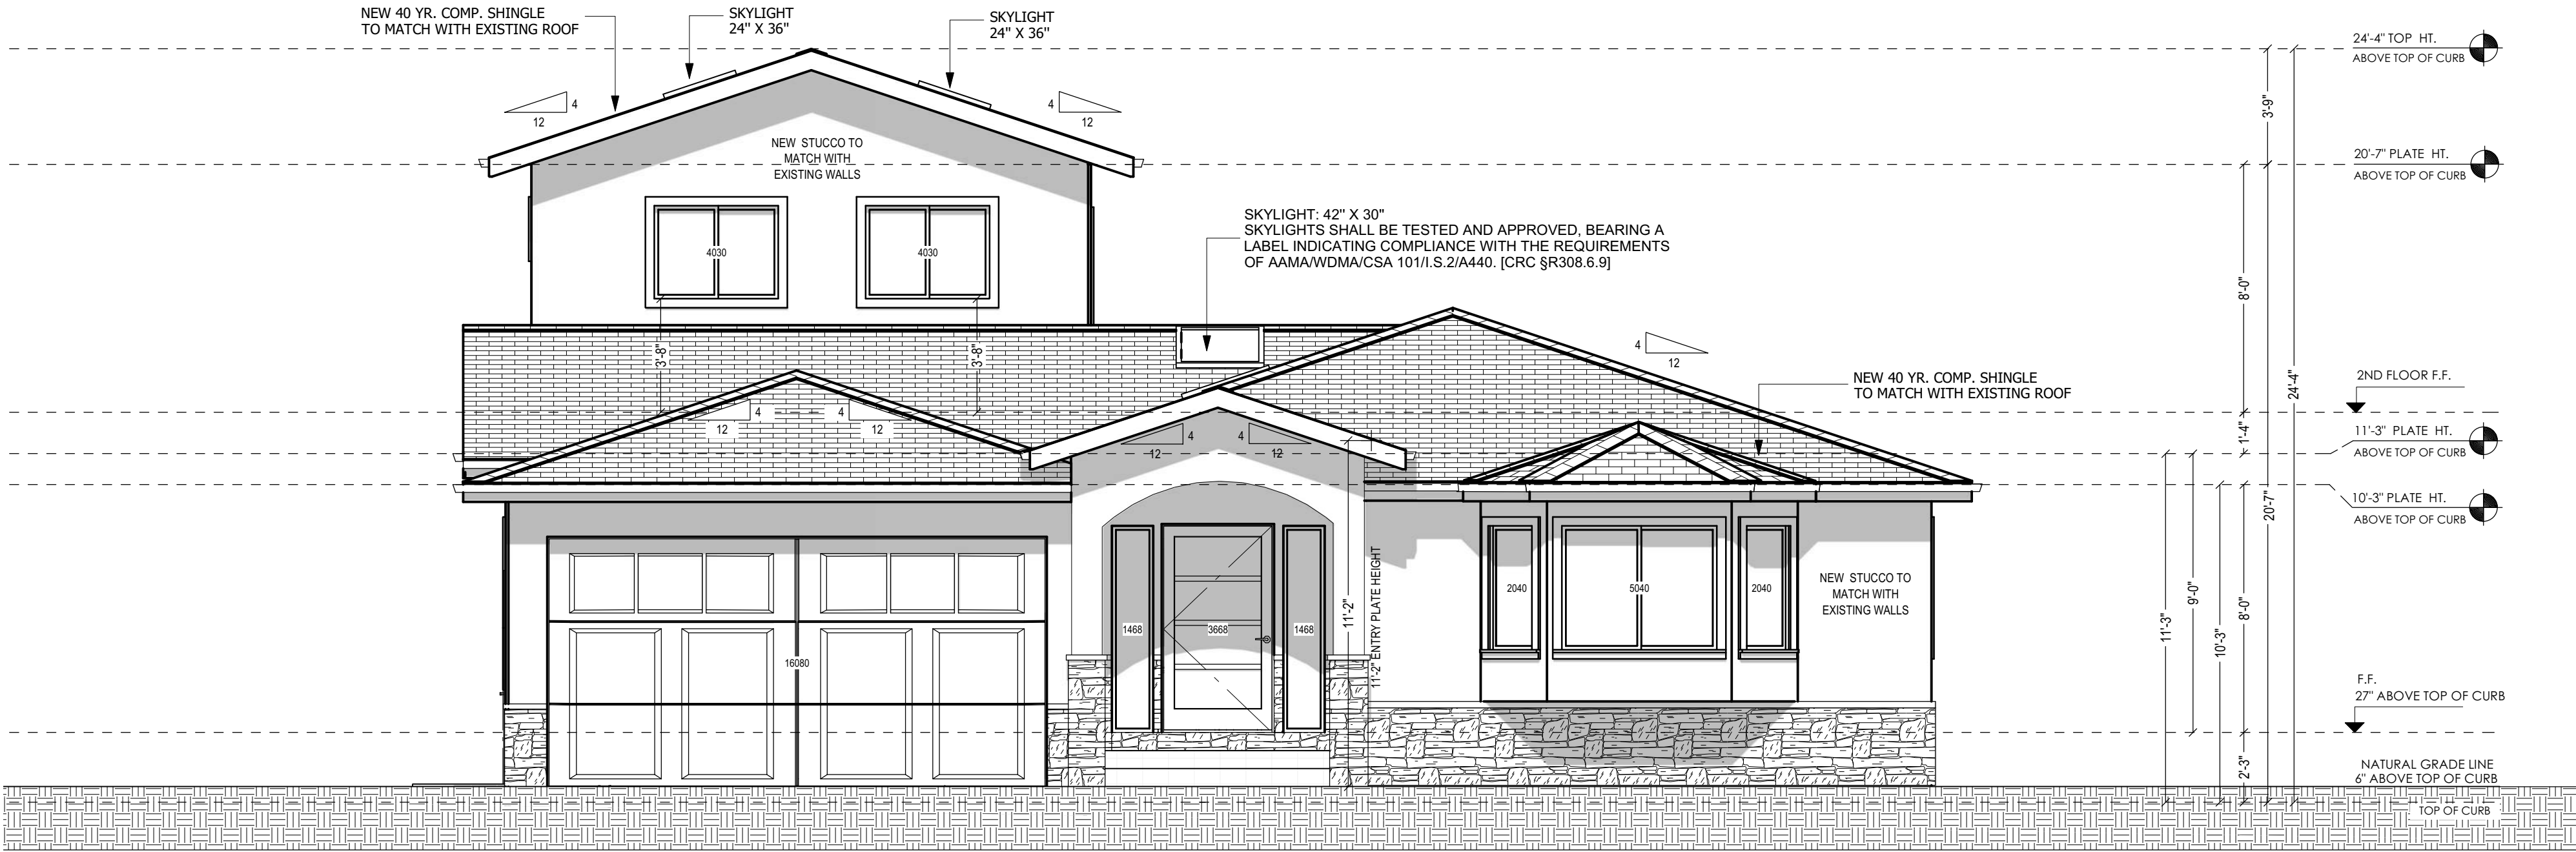 NEW 40 YR. COMP. SHINGLE
TO MATCH WITH EXISTING ROOF
SKYLIGHT
24" X 36"
SKYLIGHT
24" X 36"
24'-4" TOP HT.
ABOVE TOP OF CURB
4
12
4
12
3'-9"
NEW STUCCO TO
MATCH WITH
EXISTING WALLS
20'-7" PLATE HT.
ABOVE TOP OF CURB
4030
4030
SKYLIGHT: 42" X 30"
SKYLIGHTS SHALL BE TESTED AND APPROVED, BEARING A
LABEL INDICATING COMPLIANCE WITH THE REQUIREMENTS
OF AAMA/WDMA/CSA 101/I.S.2/A440. [CRC §R308.6.9]
8'-0"
3'-8"
3'-8"
4
12
NEW 40 YR. COMP. SHINGLE
TO MATCH WITH EXISTING ROOF
24'-4"
2ND FLOOR F.F.
4
12
4
12
4
12
4
12
1'-4"
11'-3" PLATE HT.
ABOVE TOP OF CURB
20'-7"
10'-3" PLATE HT.
ABOVE TOP OF CURB
16080
1468
3668
1468
11'-2"
11'-2" ENTRY PLATE HEIGHT
2040
5040
2040
NEW STUCCO TO
MATCH WITH
EXISTING WALLS
11'-3"
9'-0"
10'-3"
8'-0"
F.F.
27" ABOVE TOP OF CURB
2'-3"
NATURAL GRADE LINE
6" ABOVE TOP OF CURB
TOP OF CURB